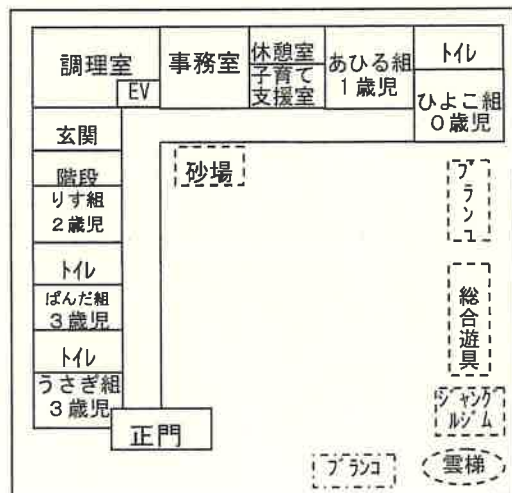 調理室
EV
事務室
休憩室
子育て
支援室
あひる組
1歳児
トイレ
ひよこ組
0歳児
玄関
階段
りす組
2歳児
トイレ
ぱんだ組
3歳児
トイレ
うさぎ組
3歳児
正門
砂場
ブランコ
総合遊具
ジャング
ルジム
ブランコ
雲梯